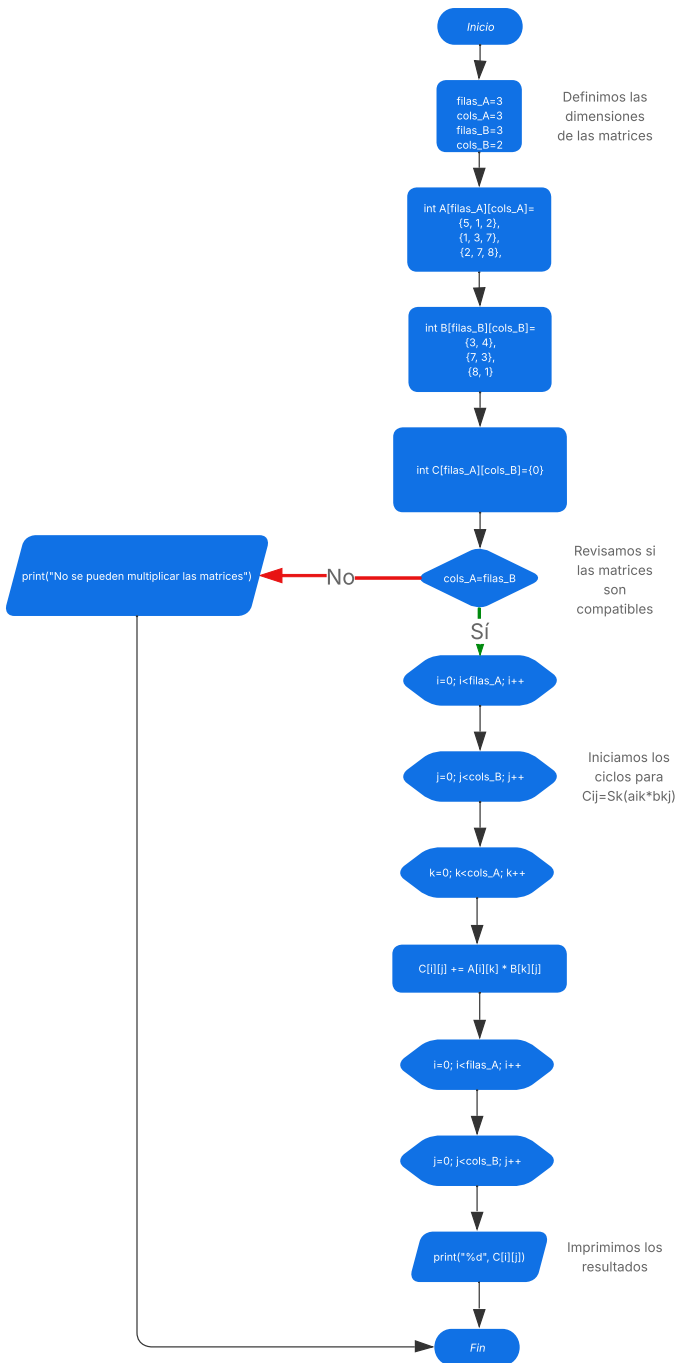 Inicio
filas_A=3
cols_A=3
filas_B=3
cols_B=2
Definimos las
dimensiones
de las matrices
int A[filas_A][cols_A]=
{5, 1, 2},
{1, 3, 7},
{2, 7, 8},
int B[filas_B][cols_B]=
{3, 4},
{7, 3},
{8, 1}
int C[filas_A][cols_B]={0}
cols_A=filas_B
Revisamos si
las matrices
son
compatibles
No
print("No se pueden multiplicar las matrices")
Sí
i=0; i<filas_A; i++
j=0; j<cols_B; j++
Iniciamos los
ciclos para
Cij=Sk(aik*bkj)
k=0; k<cols_A; k++
C[i][j] += A[i][k] * B[k][j]
i=0; i<filas_A; i++
j=0; j<cols_B; j++
print("%d", C[i][j])
Imprimimos los
resultados
Fin